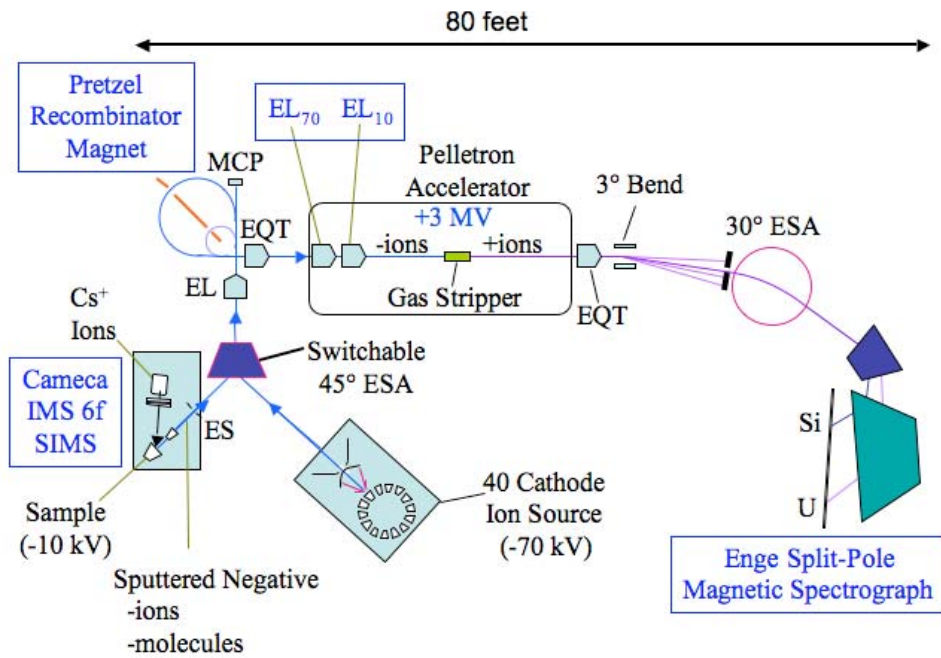 80 feet
Pretzel
Recombinator
Magnet
EL70 EL10
MCP
Pelletron
Accelerator
+3 MV
3° Bend
30° ESA
EQT
-ions
+ions
Gas Stripper
EQT
EL
Cs+
Ions
Switchable
45° ESA
Cameca
IMS 6f
SIMS
ES
Si
U
Sample
(-10 kV)
40 Cathode
Ion Source
(-70 kV)
Sputtered Negative
-ions
-molecules
Enge Split-Pole
Magnetic Spectrograph